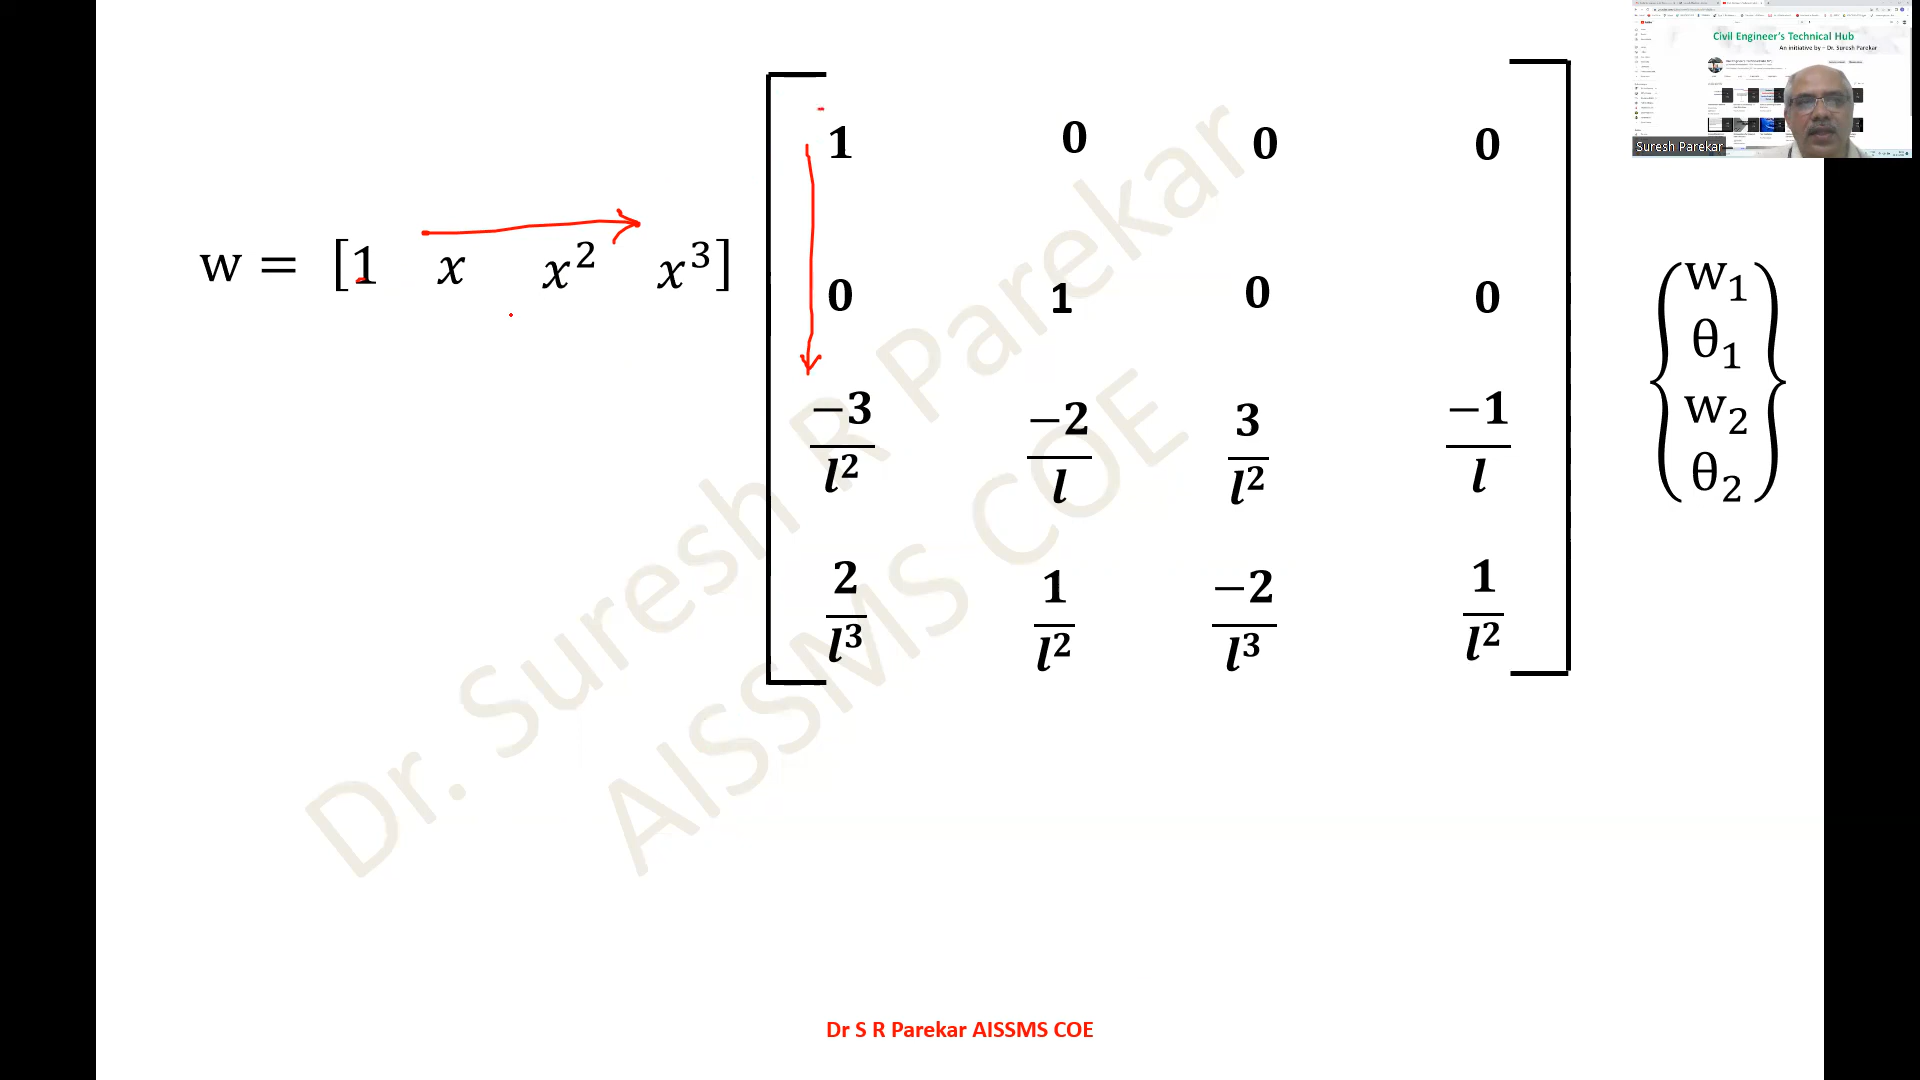 Civil Engineer's Technical Hub
An initiative by – Dr. Suresh Parekar
Suresh Parekar
w = [1 x x² x³]
1 0 0 0
0 1 0 0
−3/l² −2/l 3/l² −1/l
2/l³ 1/l² −2/l³ 1/l²
w₁
θ₁
w₂
θ₂
Dr. Suresh R Parekar
AISSMS COE
Dr S R Parekar AISSMS COE